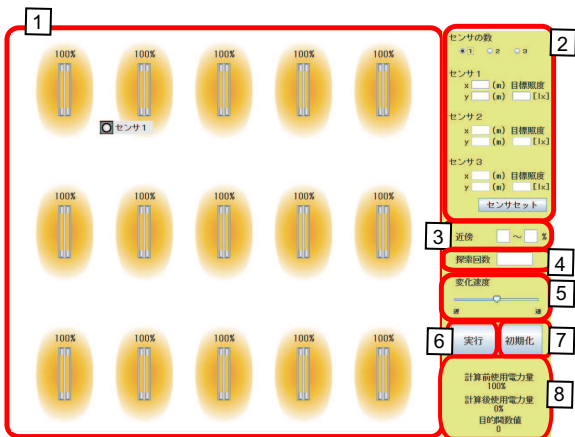 1
100% 100% 100% 100% 100%
センサ1
100% 100% 100% 100% 100%
100% 100% 100% 100% 100%
2
センサの数
1 2 3
センサ1
x (m) 目標照度
y (m) [lx]
センサ2
x (m) 目標照度
y (m) [lx]
センサ3
x (m) 目標照度
y (m) [lx]
センサセット
3
近傍 ~ %
4
探索回数
5
変化速度
遅 速
6
実行
初期化
7
8
計算前使用電力量
100%
計算後使用電力量
0%
目的関数値
0